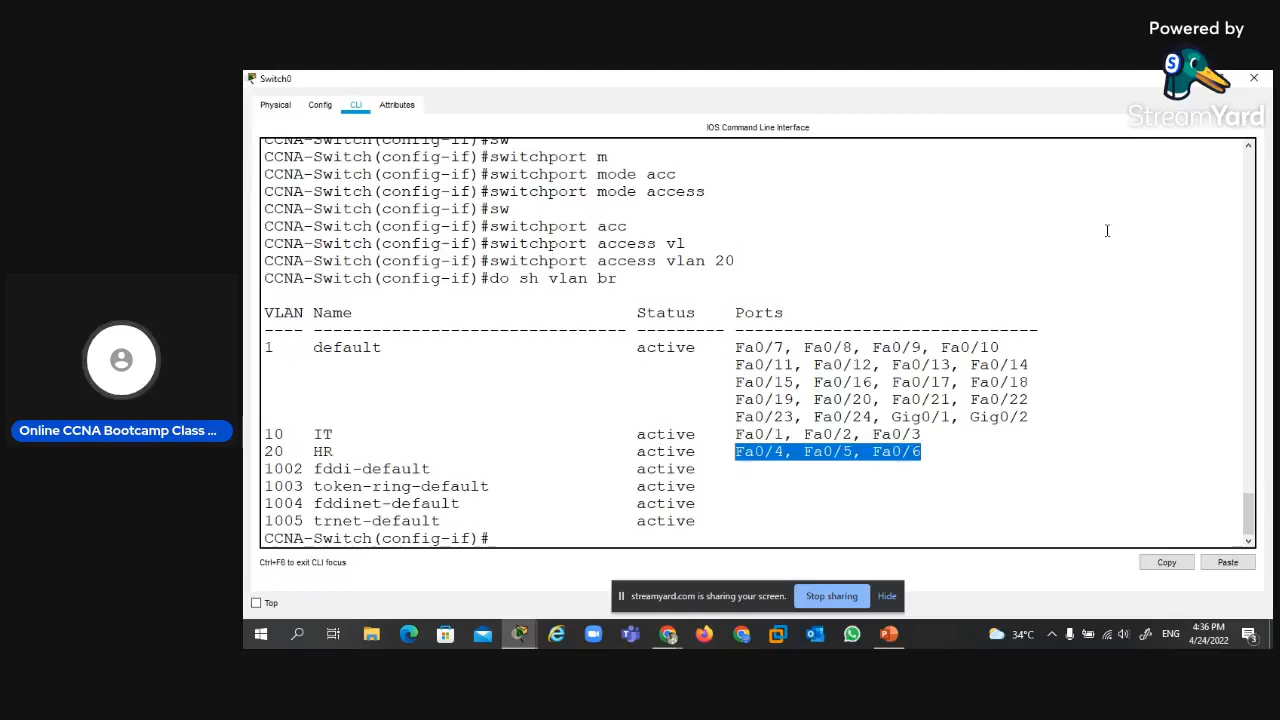 Powered by
StreamYard
Switch0
Physical Config CLI Attributes
IOS Command Line Interface
CCNA-Switch(config-if)#sw
CCNA-Switch(config-if)#switchport m
CCNA-Switch(config-if)#switchport mode acc
CCNA-Switch(config-if)#switchport mode access
CCNA-Switch(config-if)#sw
CCNA-Switch(config-if)#switchport acc
CCNA-Switch(config-if)#switchport access vl
CCNA-Switch(config-if)#switchport access vlan 20
CCNA-Switch(config-if)#do sh vlan br
VLAN Name Status Ports
---- -------------------------------- --------- -------------------------------
1 default active Fa0/7, Fa0/8, Fa0/9, Fa0/10
Fa0/11, Fa0/12, Fa0/13, Fa0/14
Fa0/15, Fa0/16, Fa0/17, Fa0/18
Fa0/19, Fa0/20, Fa0/21, Fa0/22
Fa0/23, Fa0/24, Gig0/1, Gig0/2
10 IT active Fa0/1, Fa0/2, Fa0/3
20 HR active Fa0/4, Fa0/5, Fa0/6
1002 fddi-default active
1003 token-ring-default active
1004 fddinet-default active
1005 trnet-default active
CCNA-Switch(config-if)#
Ctrl+F6 to exit CLI focus
Copy Paste
Top
streamyard.com is sharing your screen. Stop sharing Hide
Online CCNA Bootcamp Class ...
34°C ENG 4:36 PM
4/24/2022
3